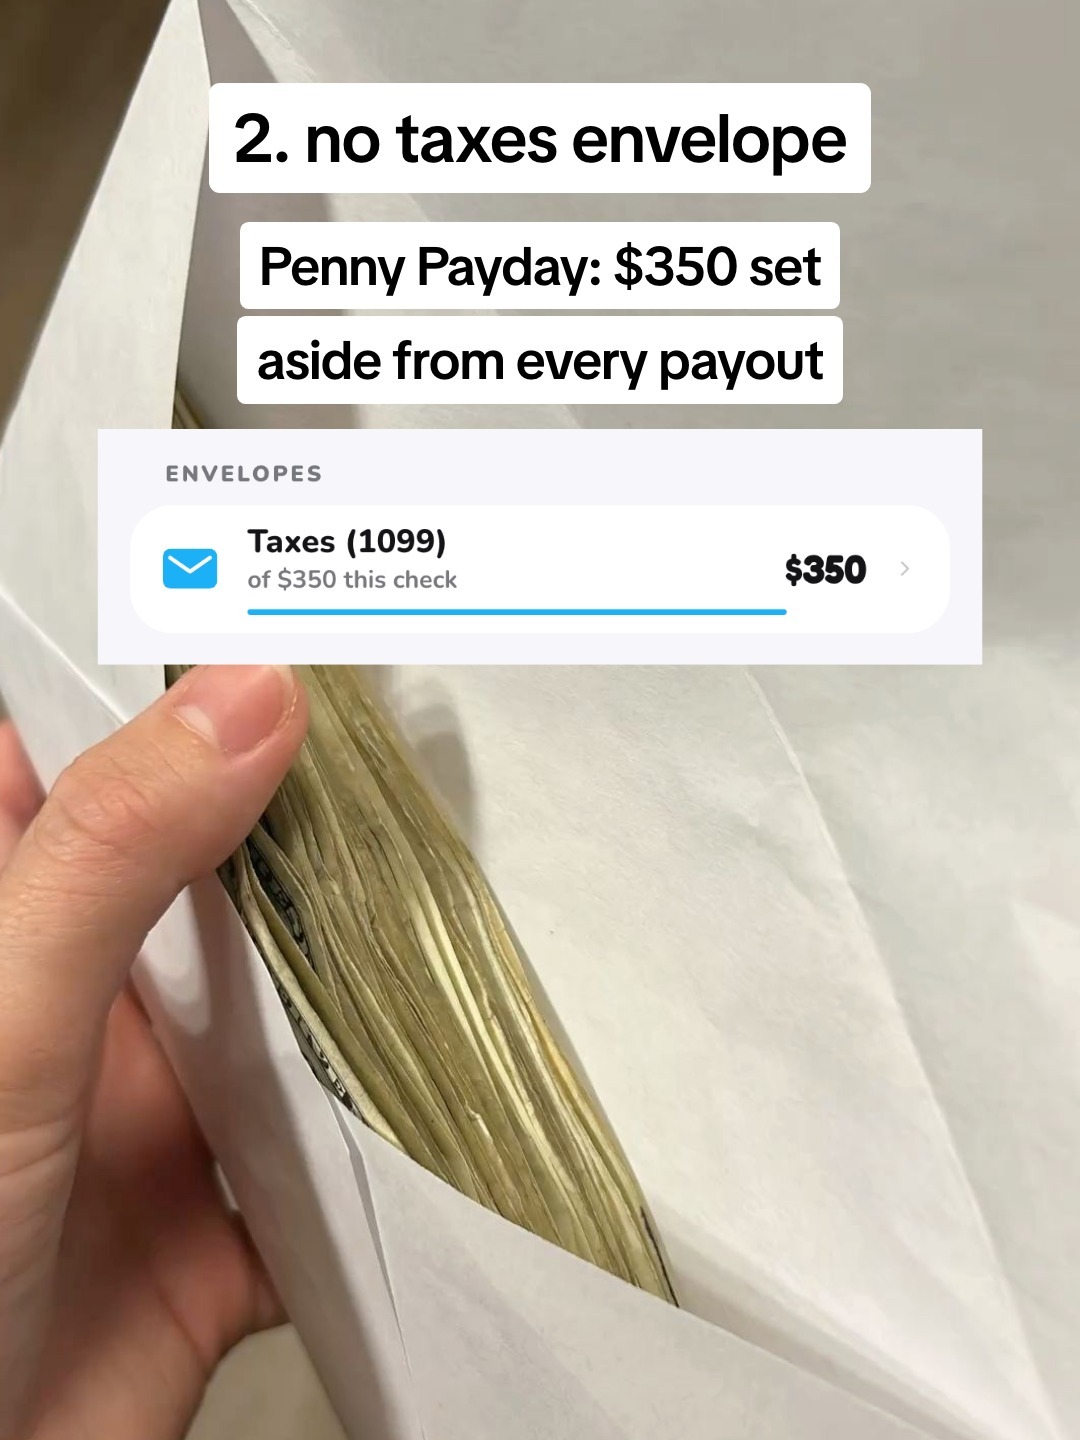 2. no taxes envelope
Penny Payday: $350 set
aside from every payout
ENVELOPES
Taxes (1099)
of $350 this check
$350